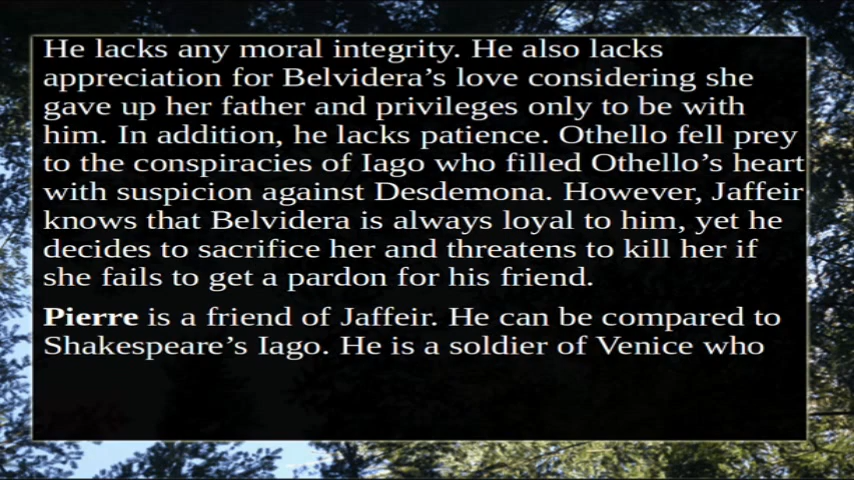 He lacks any moral integrity. He also lacks
appreciation for Belvidera’s love considering she
gave up her father and privileges only to be with
him. In addition, he lacks patience. Othello fell prey
to the conspiracies of Iago who filled Othello’s heart
with suspicion against Desdemona. However, Jaffeir
knows that Belvidera is always loyal to him, yet he
decides to sacrifice her and threatens to kill her if
she fails to get a pardon for his friend.
Pierre is a friend of Jaffeir. He can be compared to
Shakespeare’s Iago. He is a soldier of Venice who